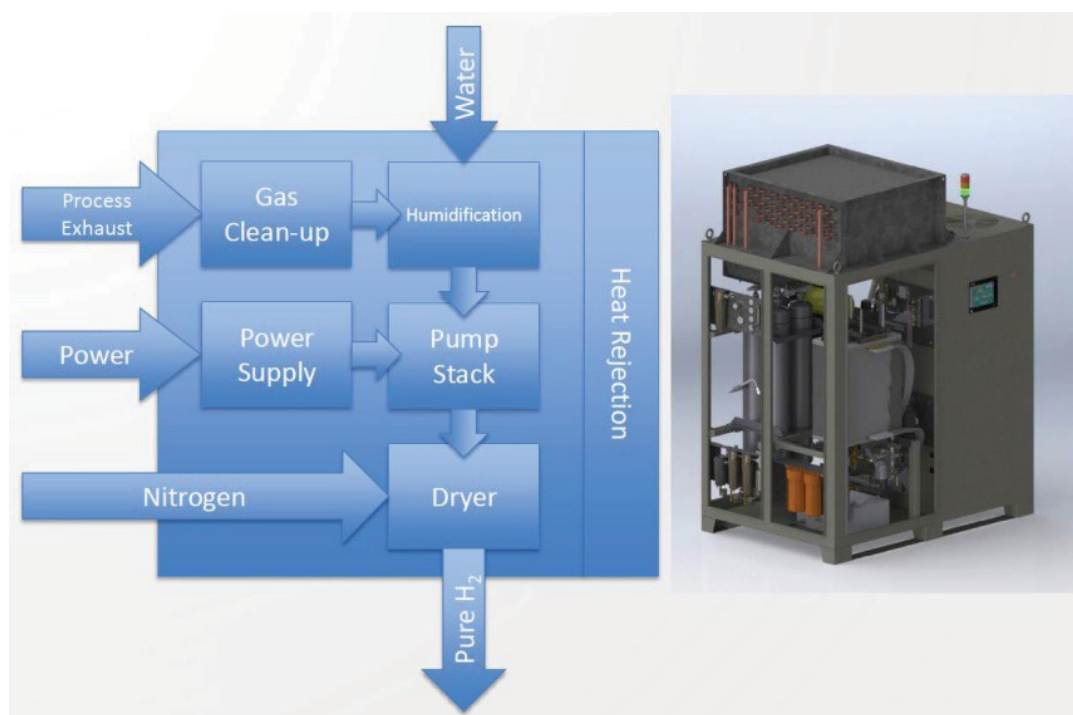 Water
Process
Exhaust
Gas
Clean-up
Humidification
Power
Power
Supply
Pump
Stack
Heat Rejection
Nitrogen
Dryer
Pure H₂